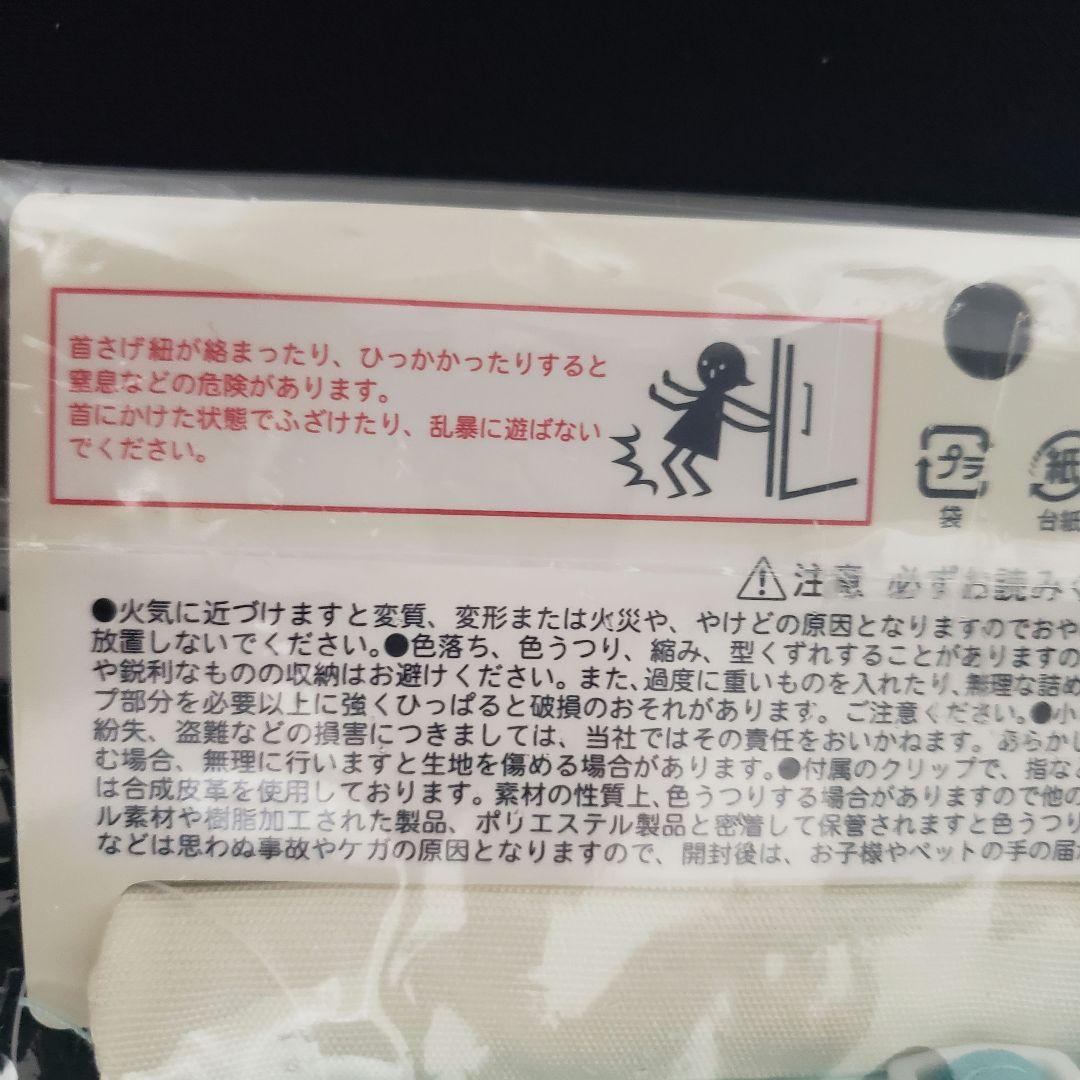 首さげ紐が絡まったり、ひっかかったりすると
窒息などの危険があります。
首にかけた状態でふざけたり、乱暴に遊ばない
でください。
プラ
袋
紙
台紙
注意 必ずお読み
●火気に近づけますと変質、変形または火災や、やけどの原因となりますのでおや
放置しないでください。●色落ち、色うつり、縮み、型くずれすることがありますの
や鋭利なものの収納はお避けください。また、過度に重いものを入れたり、無理な詰め
プ部分を必要以上に強くひっぱると破損のおそれがあります。ご注意ください。●小
紛失、盗難などの損害につきましては、当社ではその責任をおいかねます。あらかし
む場合、無理に行いますと生地を傷める場合があります。●付属のクリップで、指な
は合成皮革を使用しております。素材の性質上、色うつりする場合がありますので他の
ル素材や樹脂加工された製品、ポリエステル製品と密着して保管されますと色うつり
などは思わぬ事故やケガの原因となりますので、開封後は、お子様やペットの手の届